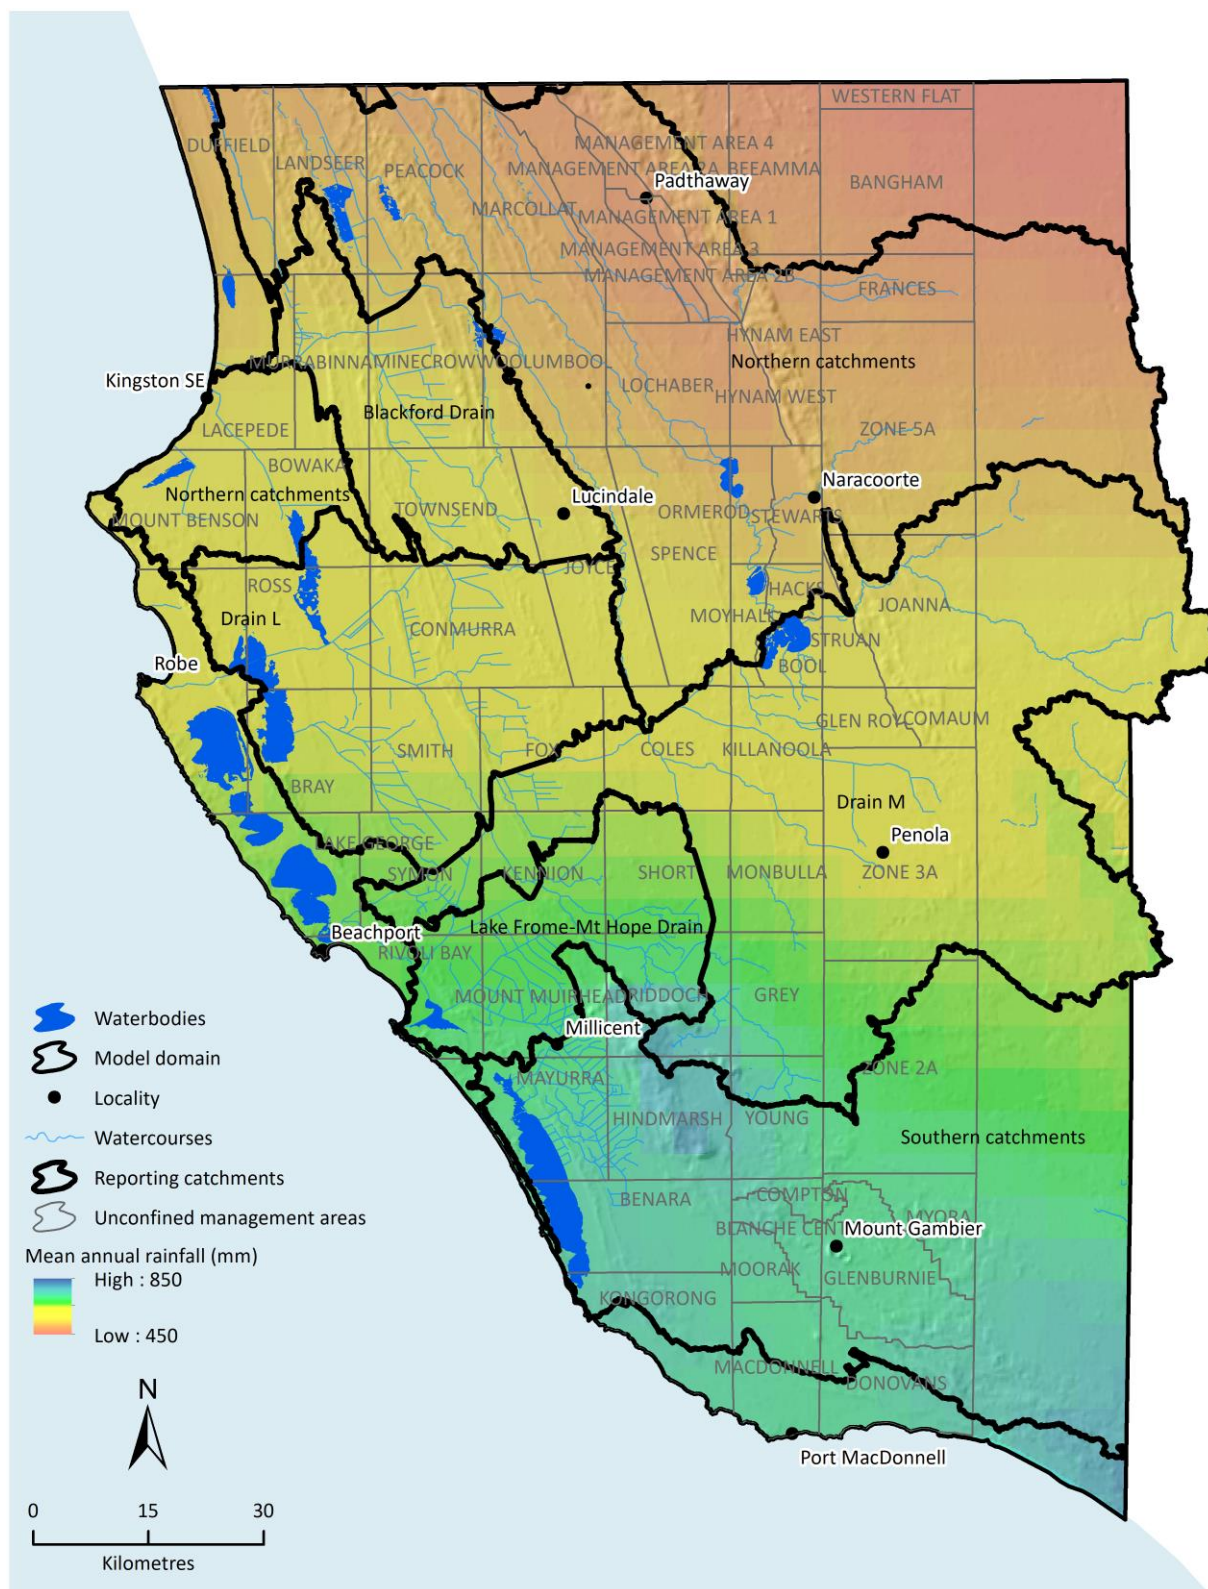 WESTERN FLAT
DUFFIELD
LANDSEER
PEACOCK
MANAGEMENT AREA 4
MANAGEMENT AREA 2A
BEEAMMA
Padthaway
BANGHAM
MARCOLLAT
MANAGEMENT AREA 1
MANAGEMENT AREA 3
MANAGEMENT AREA 2B
FRANCES
HYNAM EAST
MURRABINNA
MINECROW
WOOLUMBOOL
Northern catchments
Kingston SE
LOCHABER
HYNAM WEST
Blackford Drain
LACEPEDE
ZONE 5A
BOWAKA
Northern catchments
Lucindale
Naracoorte
MOUNT BENSON
TOWNSEND
ORMEROD
STEWARTS
SPENCE
JOYCE
ROSS
HACKS
JOANNA
Drain L
CONMURRA
MOYHALL
STRUAN
Robe
BOOL
GLEN ROY
COMAUM
SMITH
FOX
COLES
KILLANOOLA
BRAY
Drain M
Penola
LAKE GEORGE
SYMON
KENNION
SHORT
MONBULLA
ZONE 3A
Beachport
Lake Frome-Mt Hope Drain
RIVOLI BAY
MOUNT MUIRHEAD
RIDDOCH
GREY
Millicent
ZONE 2A
MAYURRA
HINDMARSH
YOUNG
Southern catchments
BENARA
COMPTON
MYORA
BLANCHE CENT
Mount Gambier
MOORAK
GLENBURNIE
KONGORONG
MACDONNELL
DONOVANS
Port MacDonnell
Waterbodies
Model domain
Locality
Watercourses
Reporting catchments
Unconfined management areas
Mean annual rainfall (mm)
High : 850
Low : 450
N
0 15 30
Kilometres